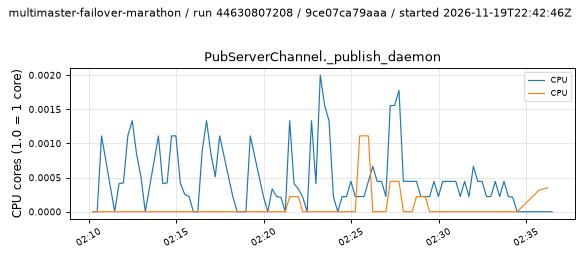 multimaster-failover-marathon / run 44630807208 / 9ce07ca79aaa / started 2026-11-19T22:42:46Z
PubServerChannel._publish_daemon
CPU cores (1.0 = 1 core)
0.0020
0.0015
0.0010
0.0005
0.0000
CPU
CPU
02:10
02:15
02:20
02:25
02:30
02:35